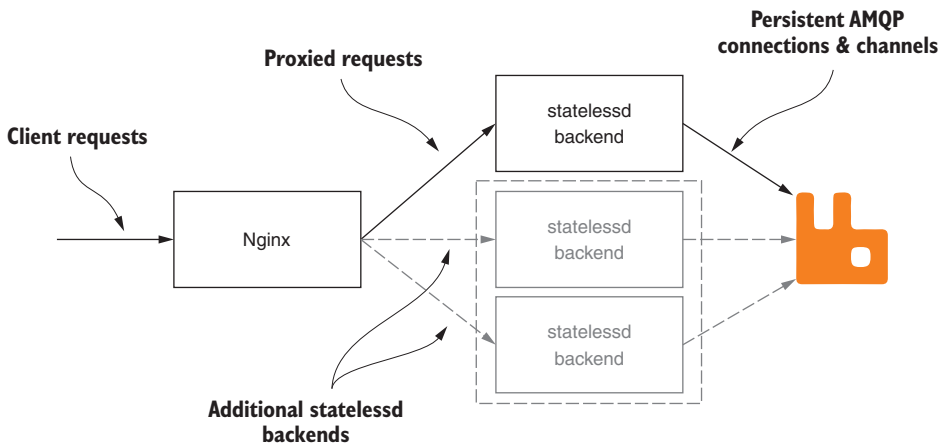 Persistent AMQP
connections & channels
Proxied requests
Client requests
statelessd
backend
Nginx
statelessd
backend
statelessd
backend
Additional statelessd
backends